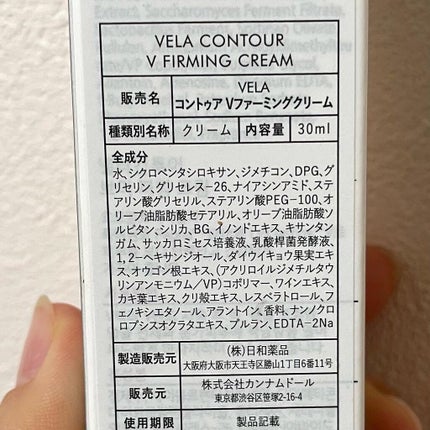 Extract, Saccharomyces Ferment Filtrate,
VELA CONTOUR
V FIRMING CREAM
販売名
VELA
コントゥア Vファーミングクリーム
種類別名称 クリーム 内容量 30ml
全成分
水、シクロペンタシロキサン、ジメチコン、DPG、グ
リセリン、グリセレス-26、ナイアシンアミド、ステア
リン酸グリセリル、ステアリン酸PEG-100、オ
リーブ油脂肪酸セテアリル、オリーブ油脂肪酸ソ
ルビタン、シリカ、BG、イノンドエキス、キサンタン
ガム、サッカロミセス培養液、乳酸桿菌発酵液、
1,2-ヘキサンジオール、ダイウイキョウ果実エキ
ス、オウゴン根エキス、(アクリロイルジメチルタウ
リンアンモニウム/VP)コポリマー、ワインエキス、
カキ葉エキス、クリ殻エキス、レスベラトロール、フ
ェノキシエタノール、アラントイン、香料、ナンノクロ
ロプシスオクラタエキス、プルラン、EDTA-2Na
製造販売元
(株)日和薬品
大阪府大阪市天王寺区勝山1丁目6番11号
販売元
株式会社カンナムドール
東京都渋谷区笹塚2-16-4
使用期限 製品記載